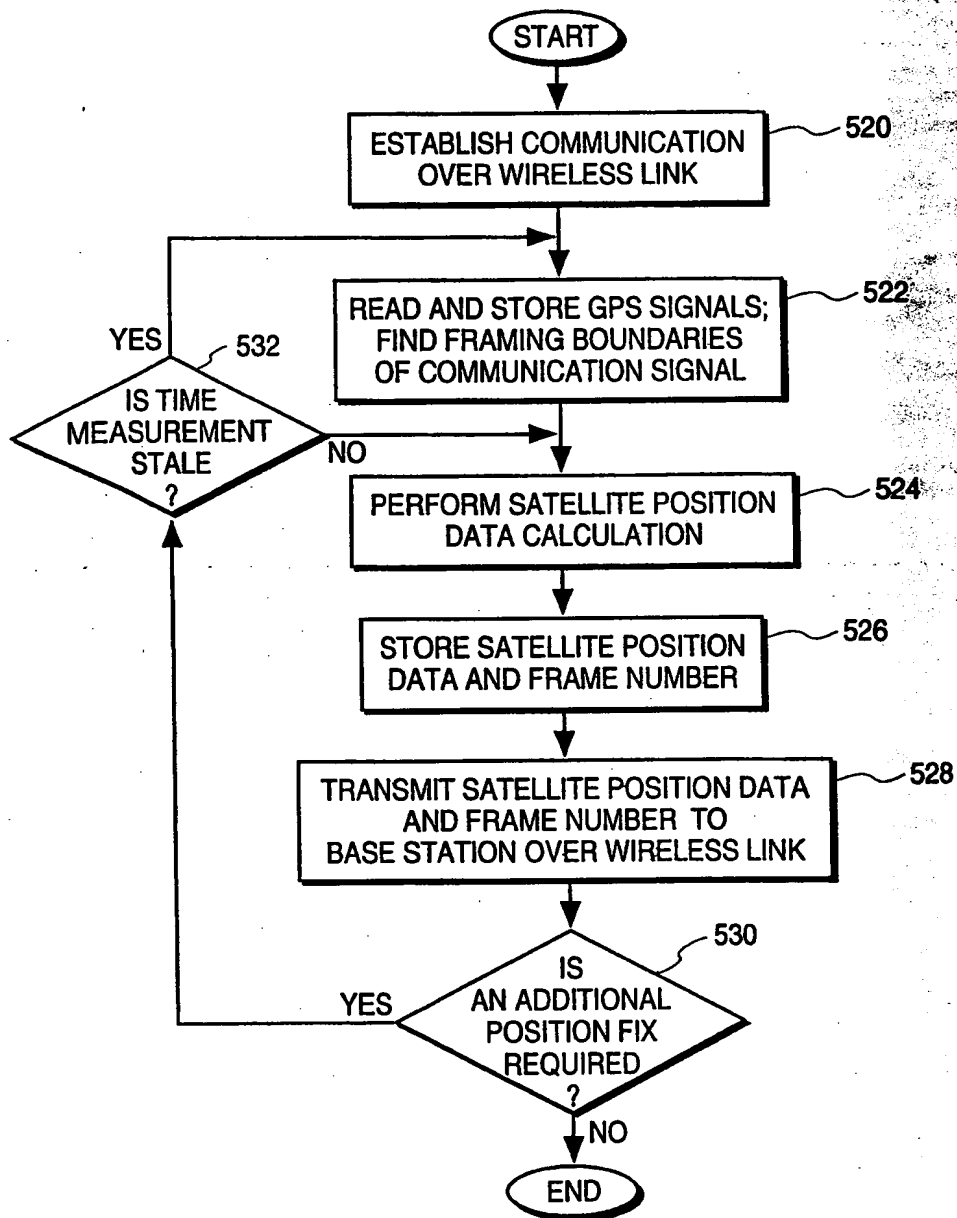 START
ESTABLISH COMMUNICATION
OVER WIRELESS LINK
520
READ AND STORE GPS SIGNALS;
FIND FRAMING BOUNDARIES
OF COMMUNICATION SIGNAL
522
YES
532
IS TIME
MEASUREMENT
STALE
?
NO
PERFORM SATELLITE POSITION
DATA CALCULATION
524
STORE SATELLITE POSITION
DATA AND FRAME NUMBER
526
TRANSMIT SATELLITE POSITION DATA
AND FRAME NUMBER TO
BASE STATION OVER WIRELESS LINK
528
530
IS
AN ADDITIONAL
POSITION FIX
REQUIRED
?
YES
NO
END